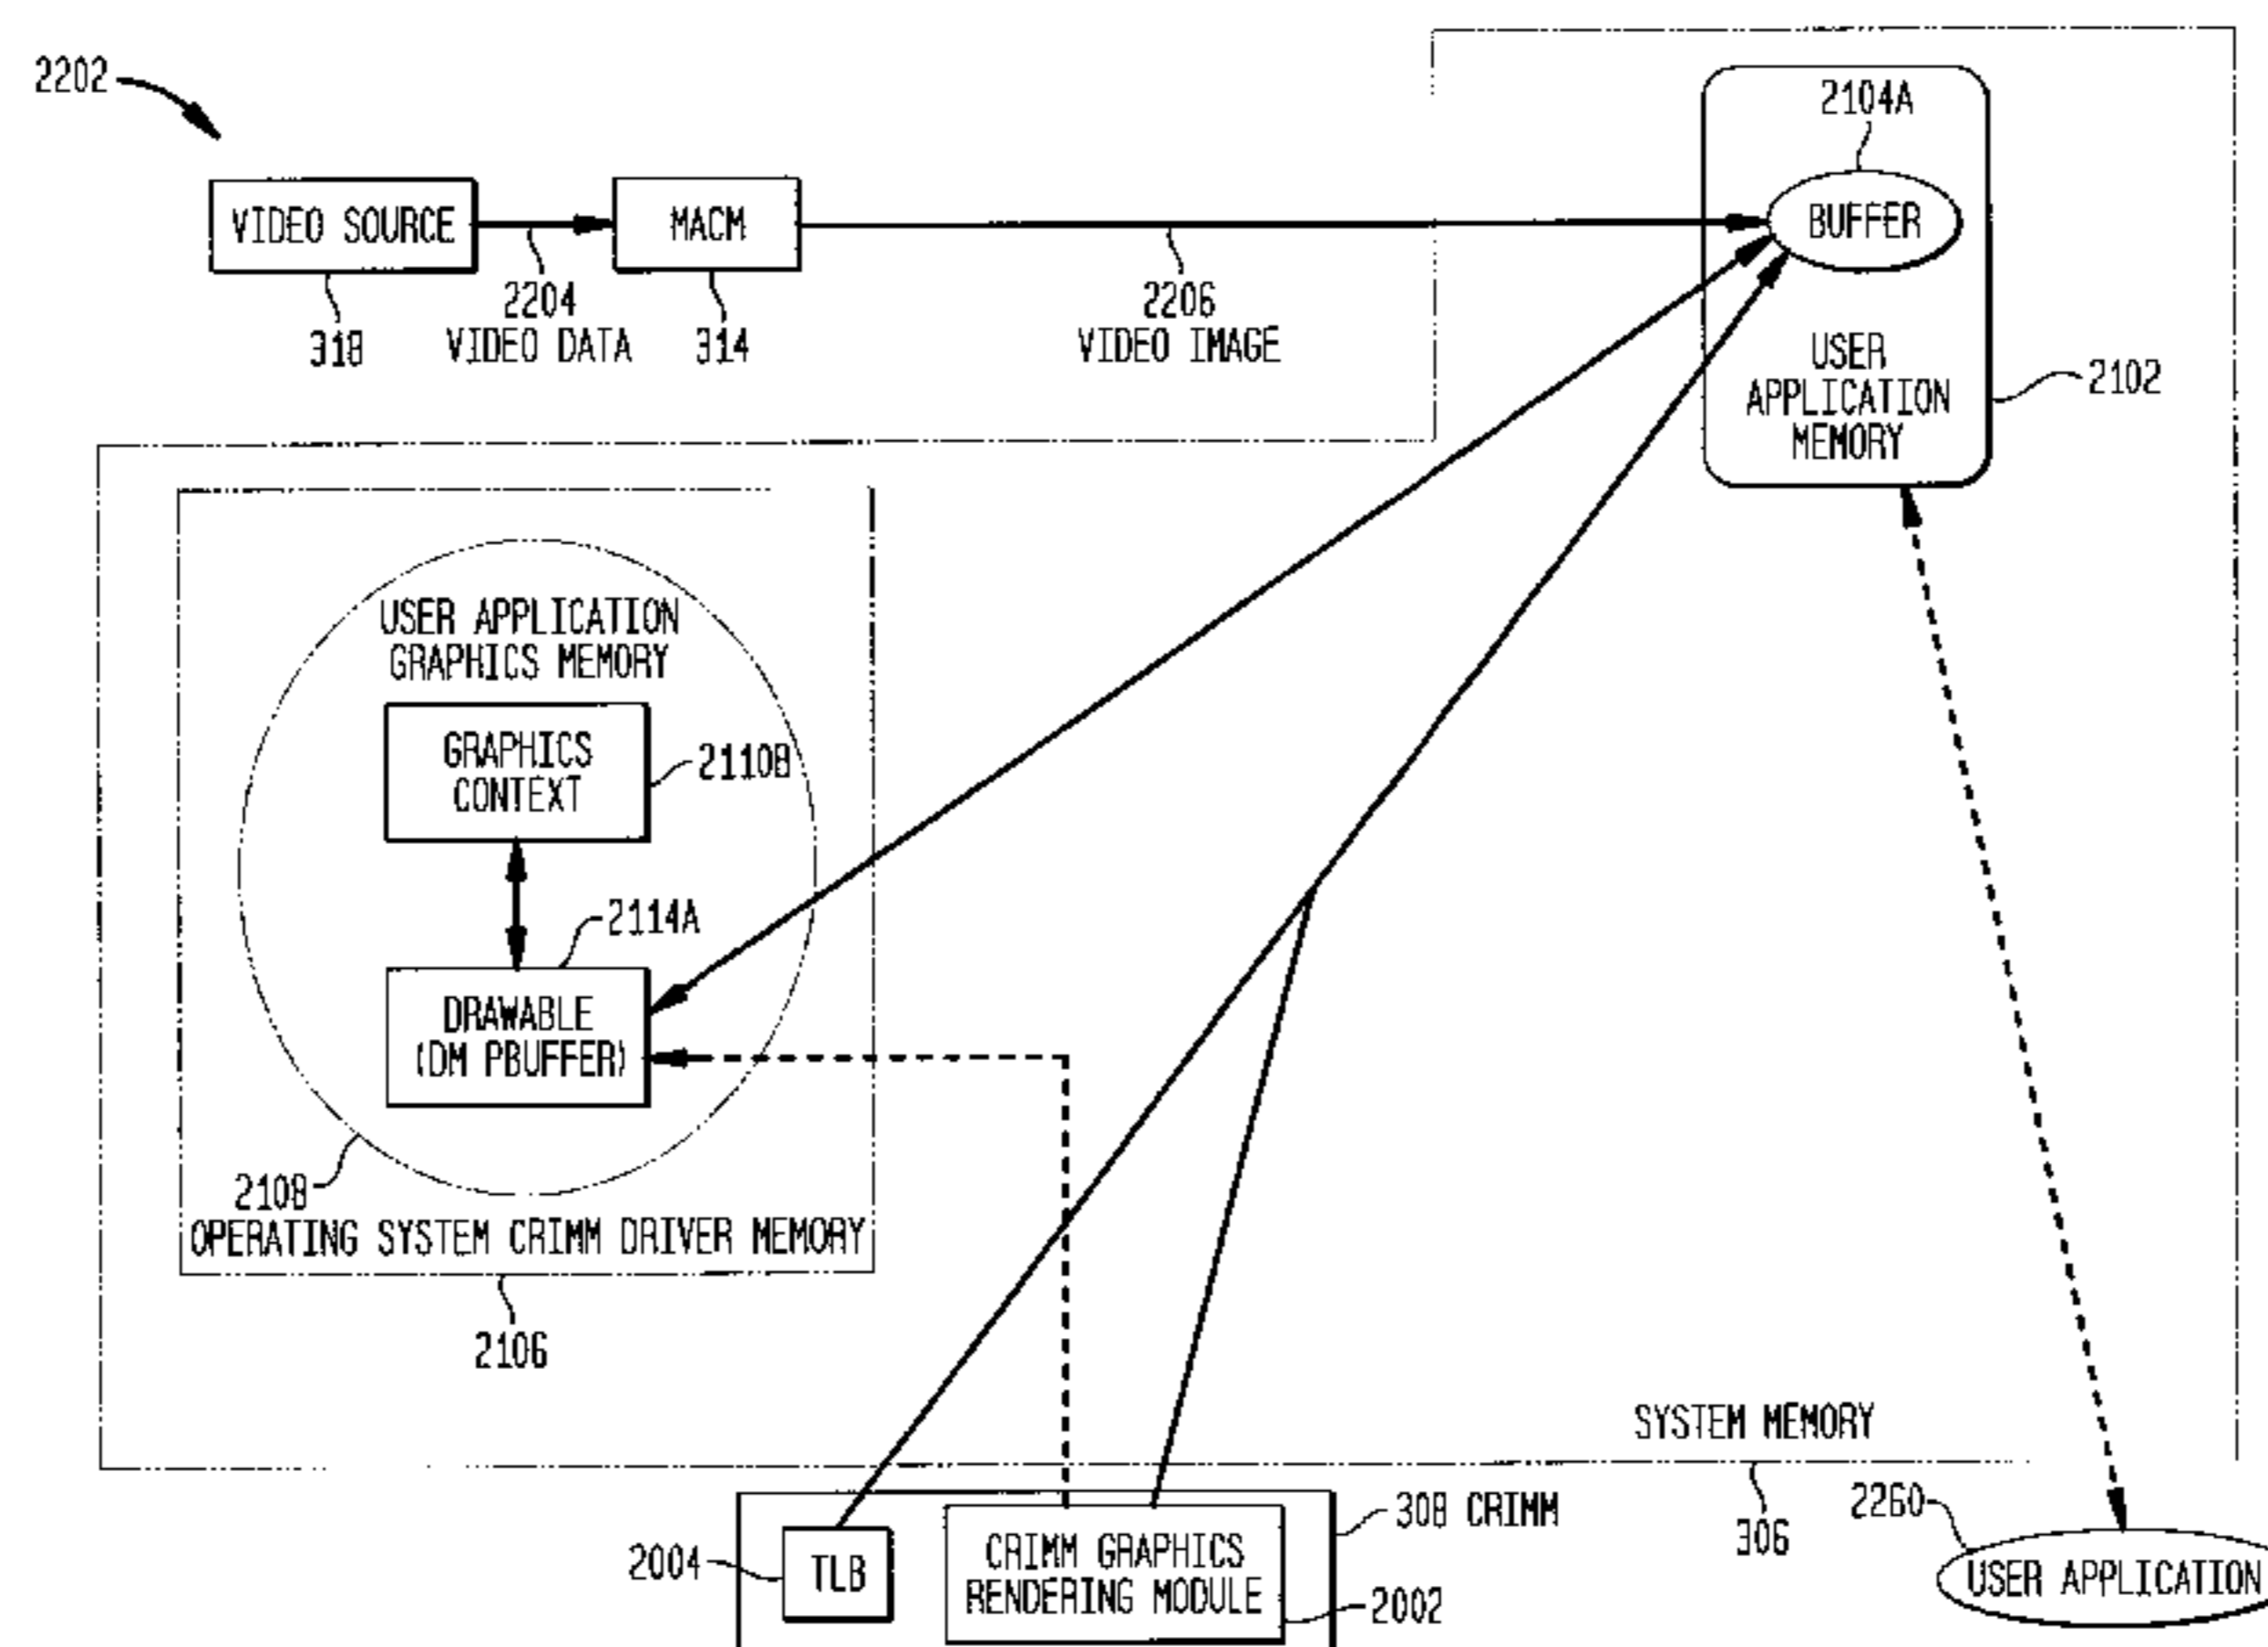 2202
2104A
VIDEO SOURCE
MACM
BUFFER
2204
VIDEO DATA
2206
VIDEO IMAGE
318
314
USER
APPLICATION
MEMORY
2102
USER APPLICATION
GRAPHICS MEMORY
GRAPHICS
CONTEXT
2110B
2114A
DRAWABLE
(DM PBUFFER)
2108
OPERATING SYSTEM CRIMM DRIVER MEMORY
2106
SYSTEM MEMORY
306
308 CRIMM
2260
2004
TLB
CRIMM GRAPHICS
RENDERING MODULE
2002
USER APPLICATION